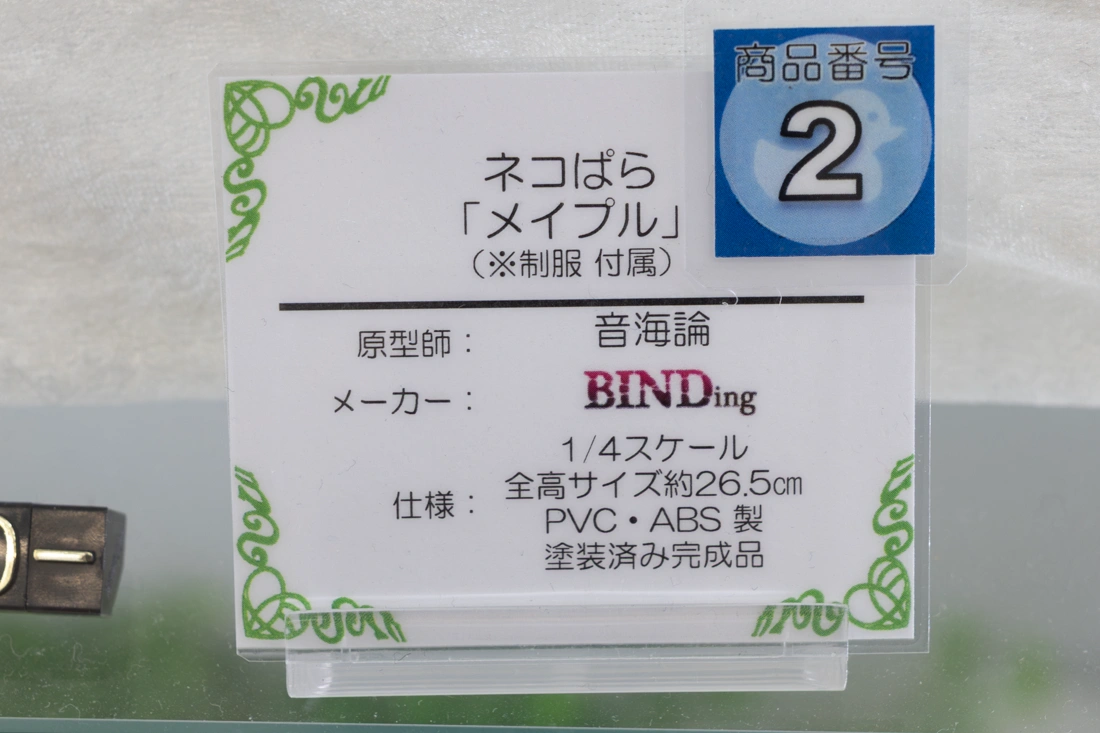 商品番号
2
ネコぱら
「メイプル」
（※制服 付属）
原型師： 音海論
メーカー： BINDing
仕様： 1/4スケール
全高サイズ約26.5cm
PVC・ABS 製
塗装済み完成品